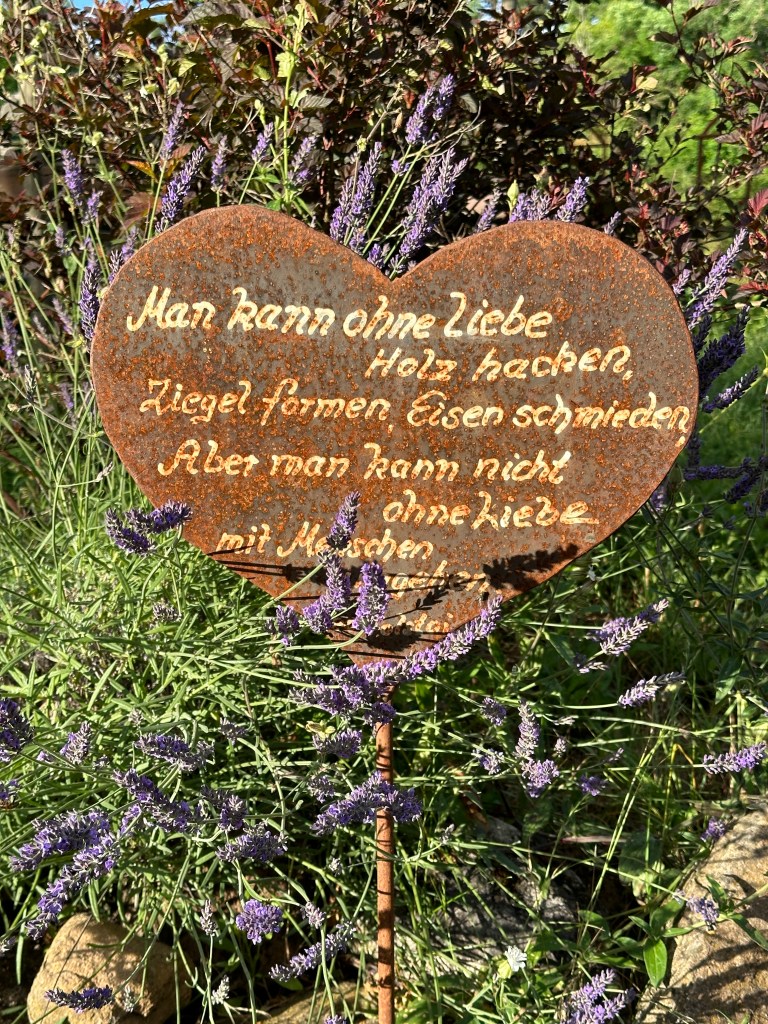 Man kann ohne Liebe
Holz hacken,
Ziegel formen, Eisen schmieden,
Aber man kann nicht
ohne Liebe
mit Menschen